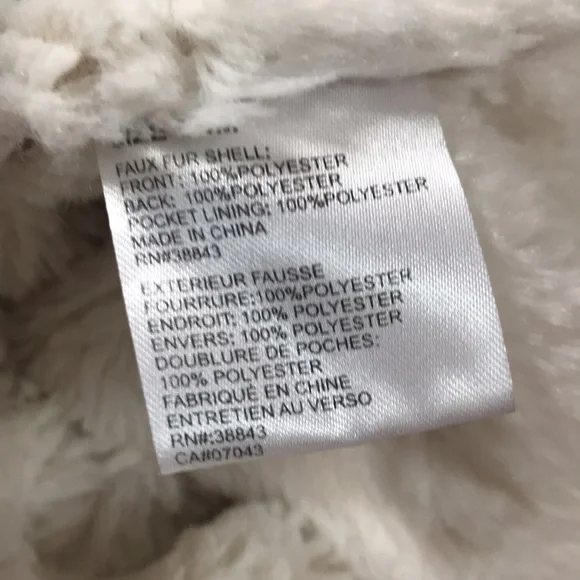 FAUX FUR SHELL:
FRONT: 100%POLYESTER
BACK: 100%POLYESTER
POCKET LINING: 100%POLYESTER
MADE IN CHINA
RN#38843
EXTERIEUR FAUSSE
FOURRURE:100%POLYESTER
ENDROIT: 100% POLYESTER
ENVERS: 100% POLYESTER
DOUBLURE DE POCHES:
100% POLYESTER
FABRIQUÉ EN CHINE
ENTRETIEN AU VERSO
RN#:38843
CA#07043